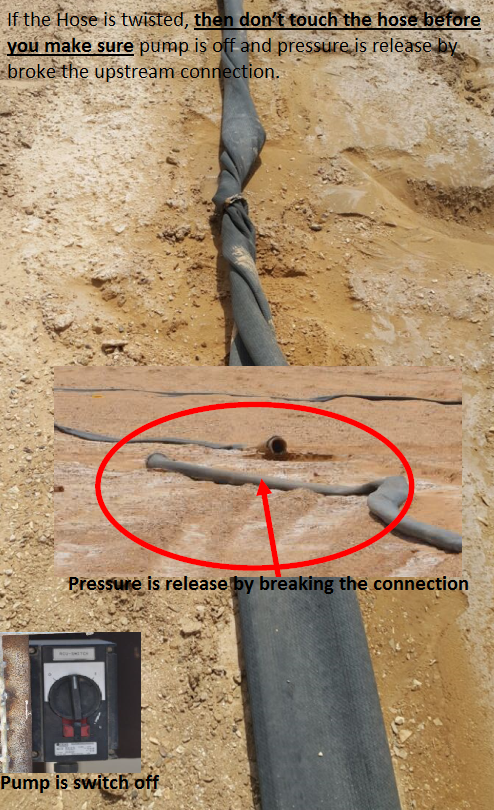 If the Hose is twisted, then don't touch the hose before
you make sure pump is off and pressure is release by
broke the upstream connection.
Pressure is release by breaking the connection
Pump is switch off